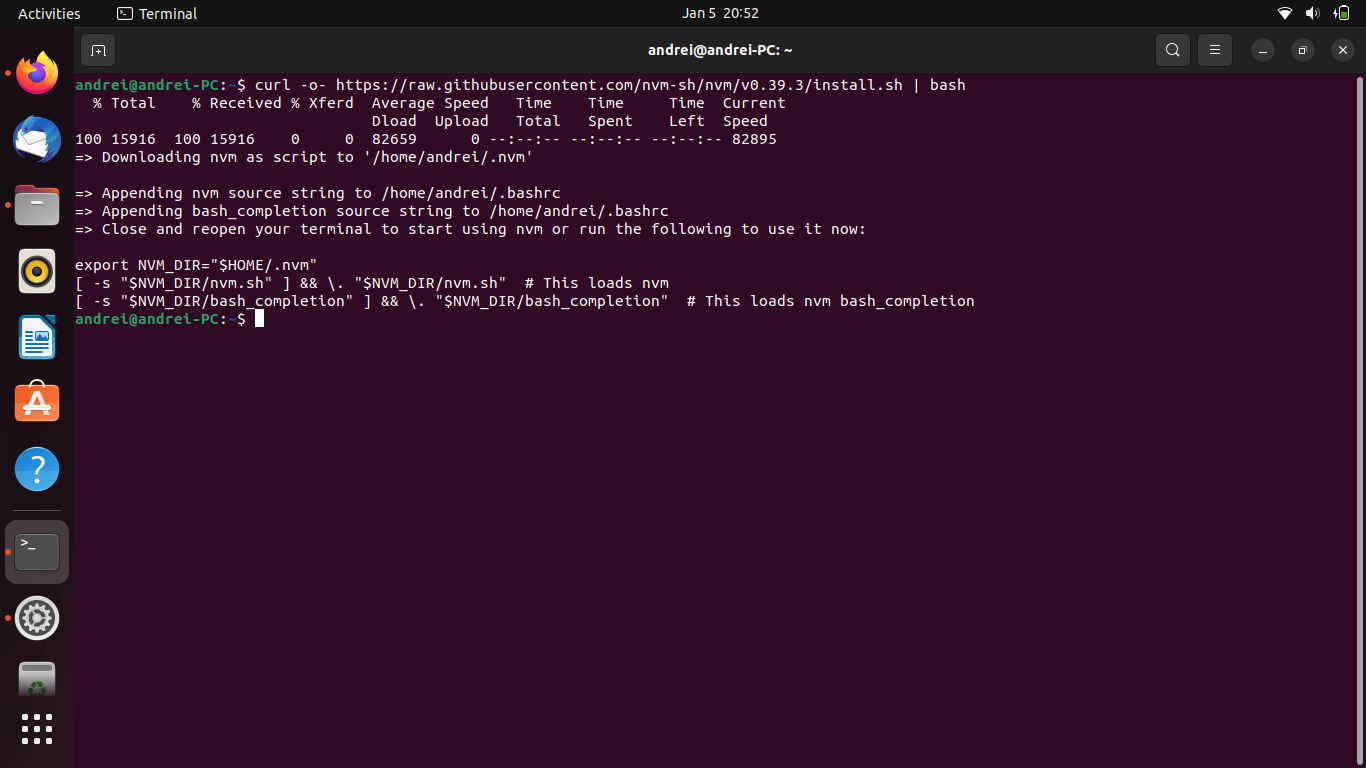 Activities Terminal Jan 5 20:52
andrei@andrei-PC: ~
andrei@andrei-PC:~$ curl -o- https://raw.githubusercontent.com/nvm-sh/nvm/v0.39.3/install.sh | bash
  % Total    % Received % Xferd  Average Speed   Time    Time     Time  Current
                                 Dload  Upload   Total   Spent    Left  Speed
100 15916  100 15916    0     0  82659      0 --:--:-- --:--:-- --:--:-- 82895
=> Downloading nvm as script to '/home/andrei/.nvm'

=> Appending nvm source string to /home/andrei/.bashrc
=> Appending bash_completion source string to /home/andrei/.bashrc
=> Close and reopen your terminal to start using nvm or run the following to use it now:

export NVM_DIR="$HOME/.nvm"
[ -s "$NVM_DIR/nvm.sh" ] && \. "$NVM_DIR/nvm.sh"  # This loads nvm
[ -s "$NVM_DIR/bash_completion" ] && \. "$NVM_DIR/bash_completion"  # This loads nvm bash_completion
andrei@andrei-PC:~$